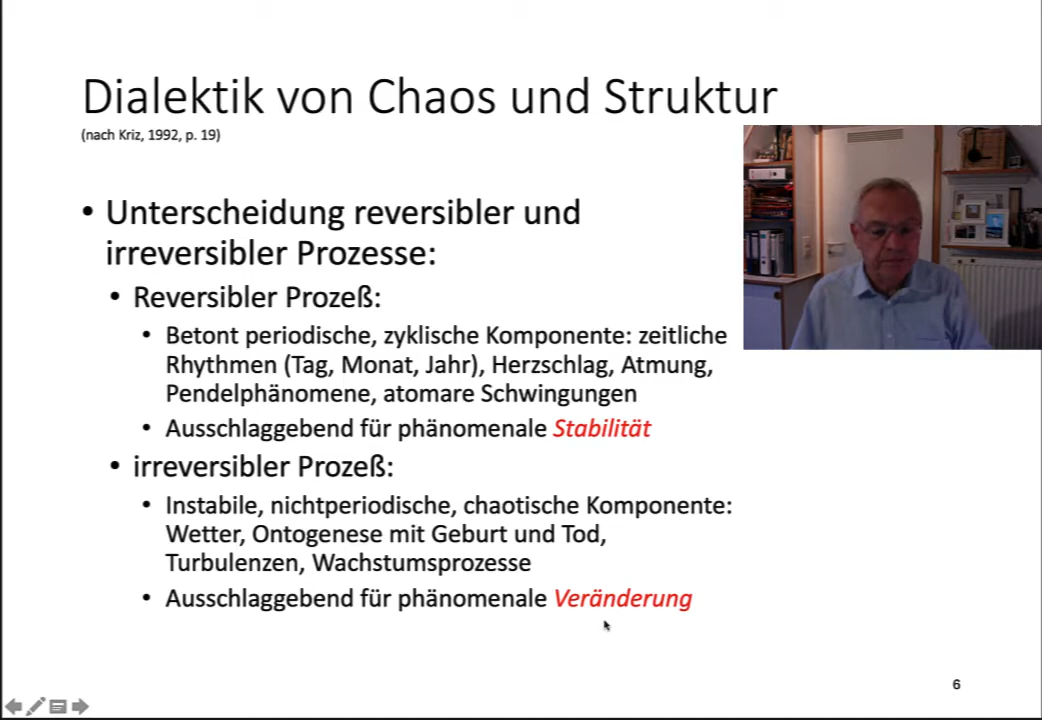 Dialektik von Chaos und Struktur
(nach Kriz, 1992, p. 19)
• Unterscheidung reversibler und
irreversibler Prozesse:
• Reversibler Prozeß:
• Betont periodische, zyklische Komponente: zeitliche
Rhythmen (Tag, Monat, Jahr), Herzschlag, Atmung,
Pendelphänomene, atomare Schwingungen
• Ausschlaggebend für phänomenale Stabilität
• irreversibler Prozeß:
• Instabile, nichtperiodische, chaotische Komponente:
Wetter, Ontogenese mit Geburt und Tod,
Turbulenzen, Wachstumsprozesse
• Ausschlaggebend für phänomenale Veränderung
6